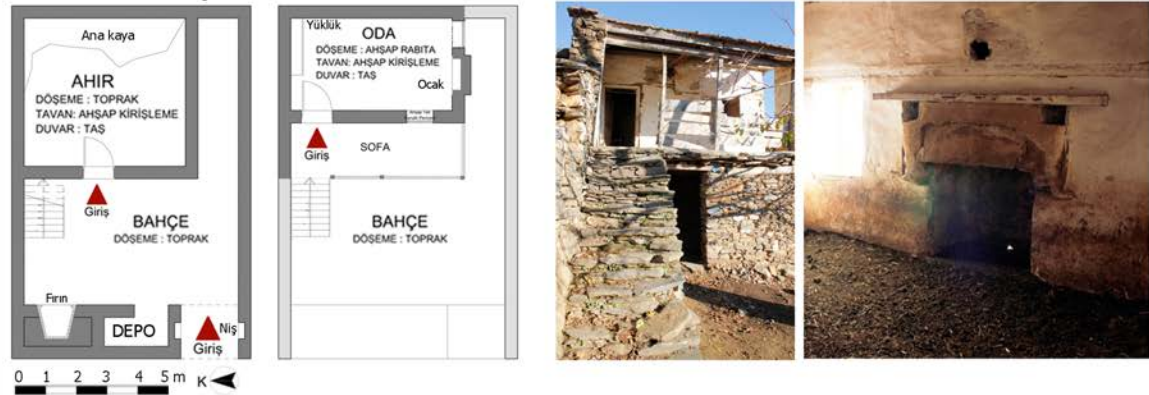 Ana kaya
AHIR
DÖŞEME : TOPRAK
TAVAN: AHŞAP KİRİŞLEME
DUVAR : TAŞ
Giriş
BAHÇE
DÖŞEME : TOPRAK
Fırın
DEPO
Niş
Giriş
0 1 2 3 4 5 m K
Yüklük
ODA
DÖŞEME : AHŞAP RABITA
TAVAN: AHŞAP KİRİŞLEME
DUVAR : TAŞ
Ocak
Giriş
SOFA
BAHÇE
DÖŞEME : TOPRAK